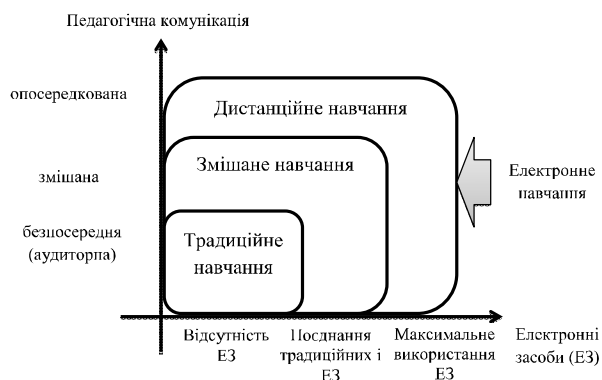 Педагогічна комунікація
опосередкована
Дистанційне навчання
Змішане навчання
змішана
Електронне
навчання
безпосередня
(аудиторна)
Традиційне
навчання
Відсутність
ЕЗ
Поєднання
традиційних і
ЕЗ
Максимальне
використання
ЕЗ
Електронні
засоби (ЕЗ)